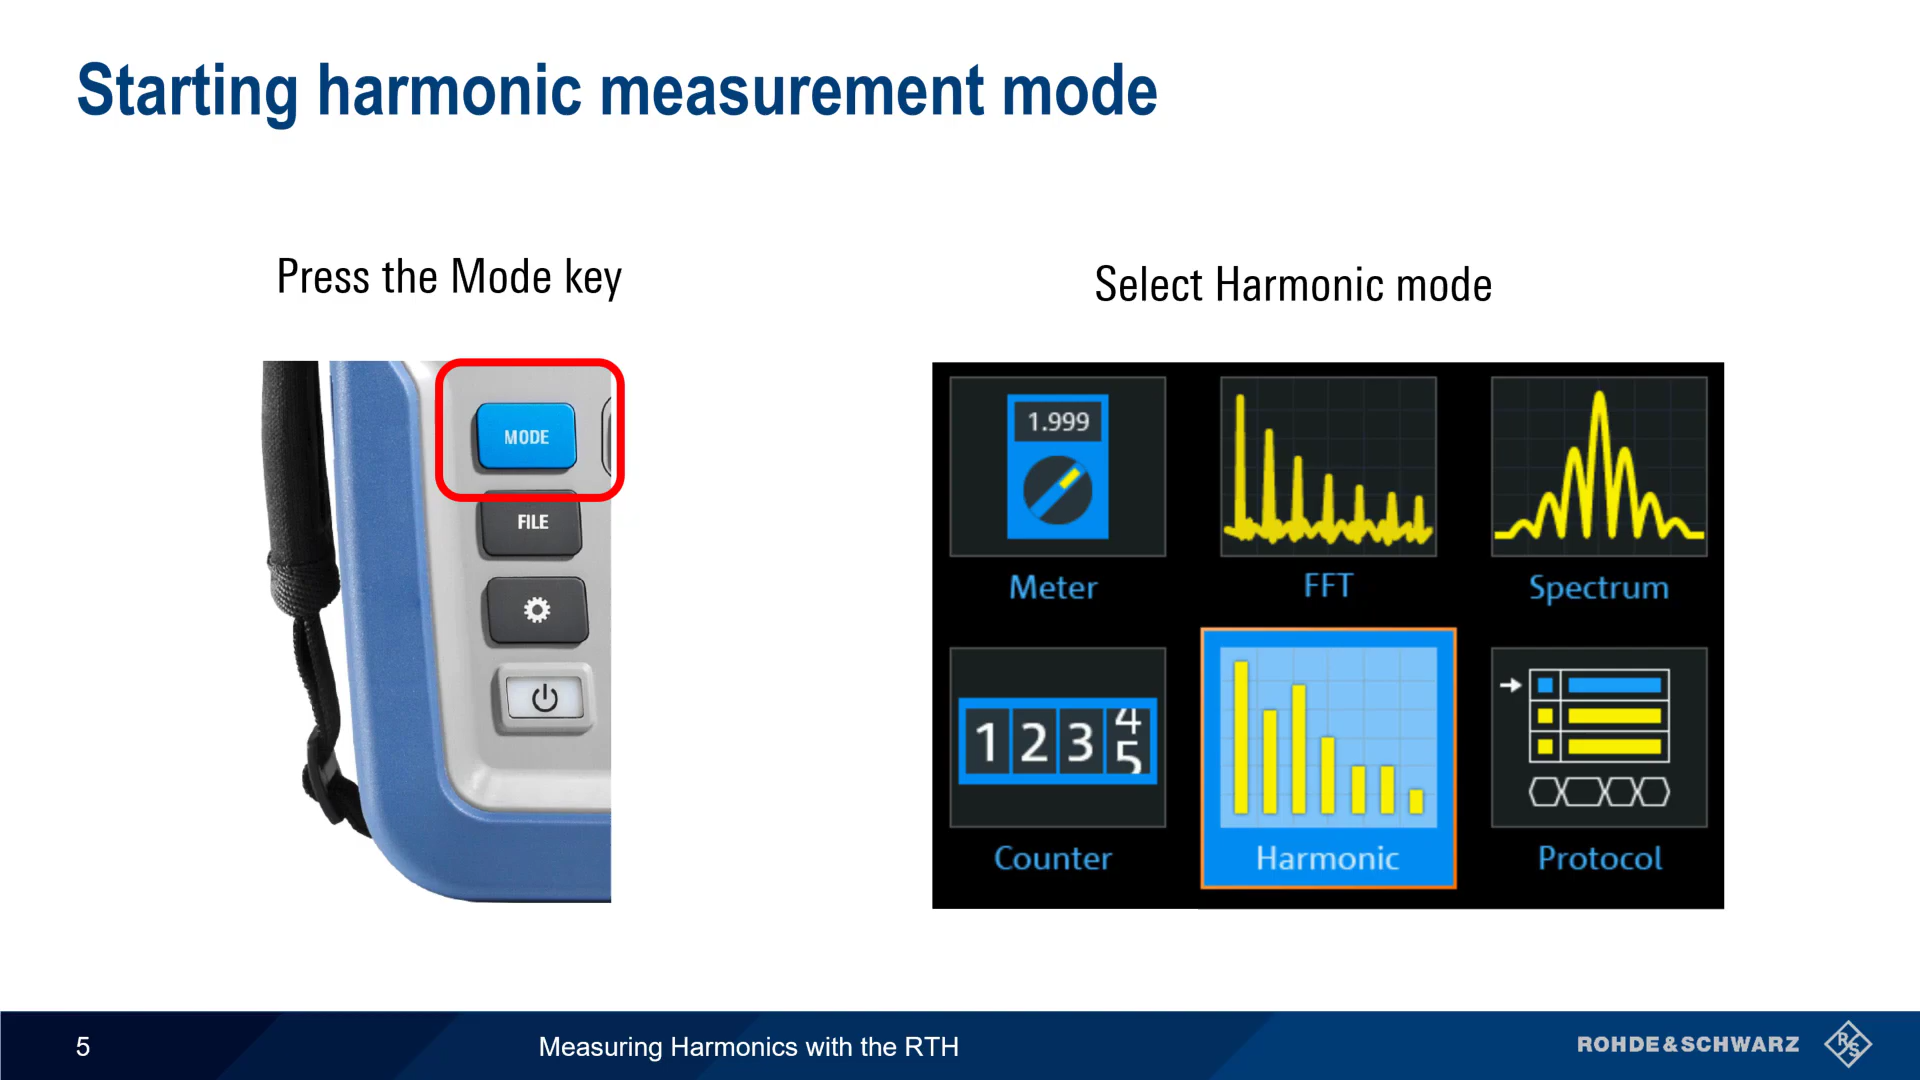 Starting harmonic measurement mode
Press the Mode key
Select Harmonic mode
MODE
FILE
1.999
Meter
FFT
Spectrum
1 2 3 4
5
Counter
Harmonic
Protocol
5
Measuring Harmonics with the RTH
ROHDE&SCHWARZ
R&S